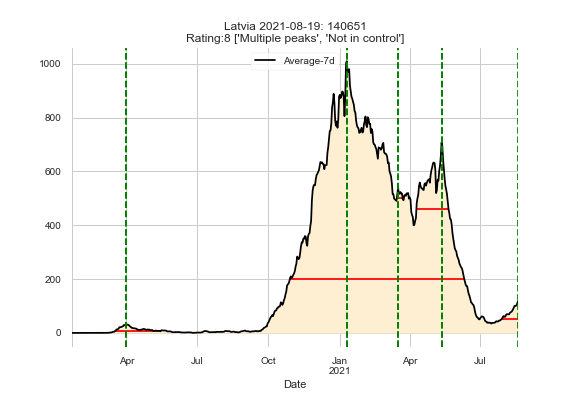 Latvia 2021-08-19: 140651
Rating:8 ['Multiple peaks', 'Not in control']
Average-7d
1000
800
600
400
200
0
Apr Jul Oct Jan Apr Jul
2021
Date